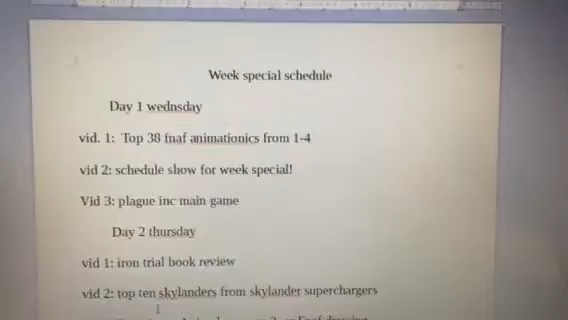 Week special schedule
Day 1 wednsday
vid. 1: Top 38 fnaf animationics from 1-4
vid 2: schedule show for week special!
Vid 3: plague inc main game
Day 2 thursday
vid 1: iron trial book review
vid 2: top ten skylanders from skylander superchargers